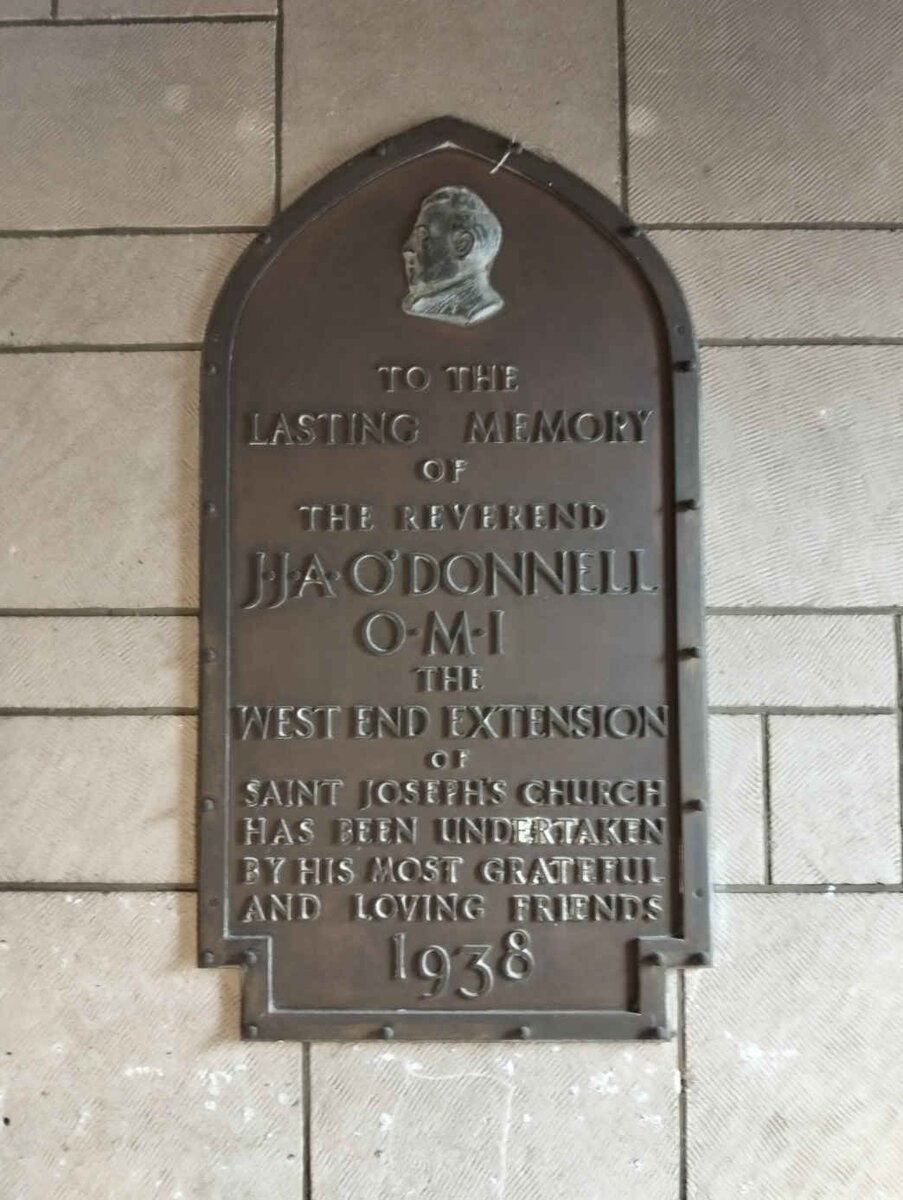 TO THE
LASTING MEMORY
OF
THE REVEREND
J·J·A·O'DONNELL
O·M·I
THE
WEST END EXTENSION
OF
SAINT JOSEPH'S CHURCH
HAS BEEN UNDERTAKEN
BY HIS MOST GRATEFUL
AND LOVING FRIENDS
1938